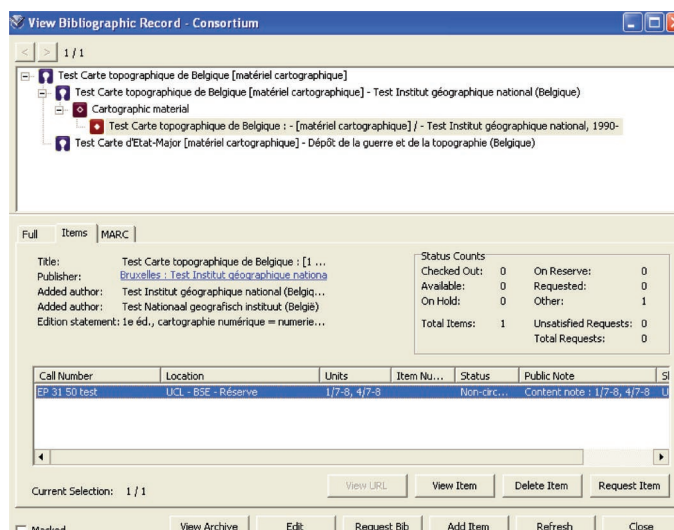 View Bibliographic Record - Consortium
< > 1 / 1
Test Carte topographique de Belgique [matériel cartographique]
Test Carte topographique de Belgique [matériel cartographique] - Test Institut géographique national (Belgique)
Cartographic material
Test Carte topographique de Belgique : - [matériel cartographique] / - Test Institut géographique national, 1990-
Test Carte d'Etat-Major [matériel cartographique] - Dépôt de la guerre et de la topographie (Belgique)
Full Items MARC
Title: Test Carte topographique de Belgique : [1 ...
Publisher: Bruxelles : Test Institut géographique nationa
Added author: Test Institut géographique national (Belgiq...
Added author: Test Nationaal geografisch instituut (België)
Edition statement: 1e éd., cartographie numérique = numerie...
Status Counts
Checked Out: 0 On Reserve: 0
Available: 0 Requested: 0
On Hold: 0 Other: 1
Total Items: 1 Unsatisfied Requests: 0
Total Requests: 0
Call Number Location Units Item Nu... Status Public Note
EP 31 50 test UCL - BSE - Réserve 1/7-8, 4/7-8 Non-circ... Content note : 1/7-8, 4/7-8 U
Current Selection: 1 / 1
View URL View Item Delete Item Request Item
Marked View Archive Edit Request Bib Add Item Refresh Close